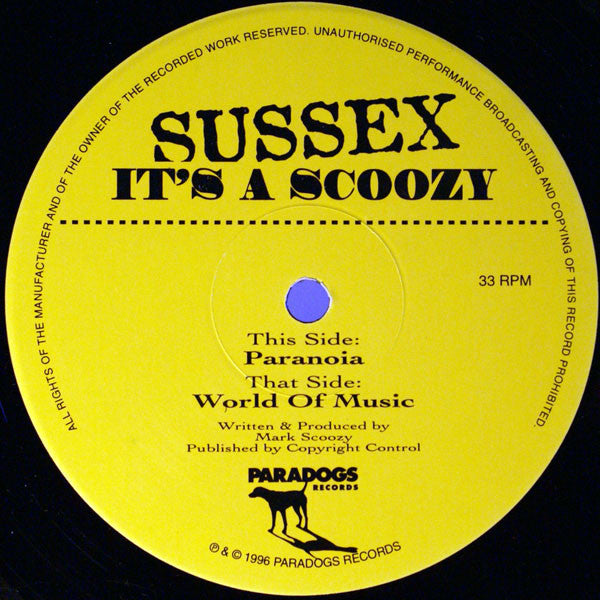 ALL RIGHTS OF THE MANUFACTURER AND OF THE OWNER OF THE RECORDED WORK RESERVED. UNAUTHORISED PERFORMANCE BROADCASTING AND COPYING OF THIS RECORD PROHIBITED.
SUSSEX
IT'S A SCOOZY
33 RPM
This Side:
Paranoia
That Side:
World Of Music
Written & Produced by
Mark Scoozy
Published by Copyright Control
PARADOGS
RECORDS
℗ & © 1996 PARADOGS RECORDS